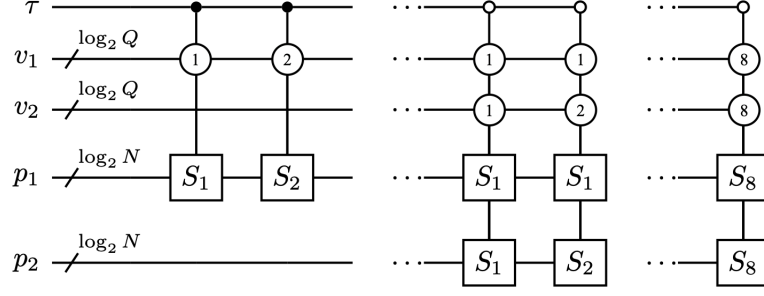 τ ··· ···
v₁ log₂ Q 1 2 ··· 1 1 ··· 8
v₂ log₂ Q ··· 1 2 ··· 8
p₁ log₂ N S₁ S₂ ··· S₁ S₁ ··· S₈
p₂ log₂ N ··· S₁ S₂ ··· S₈